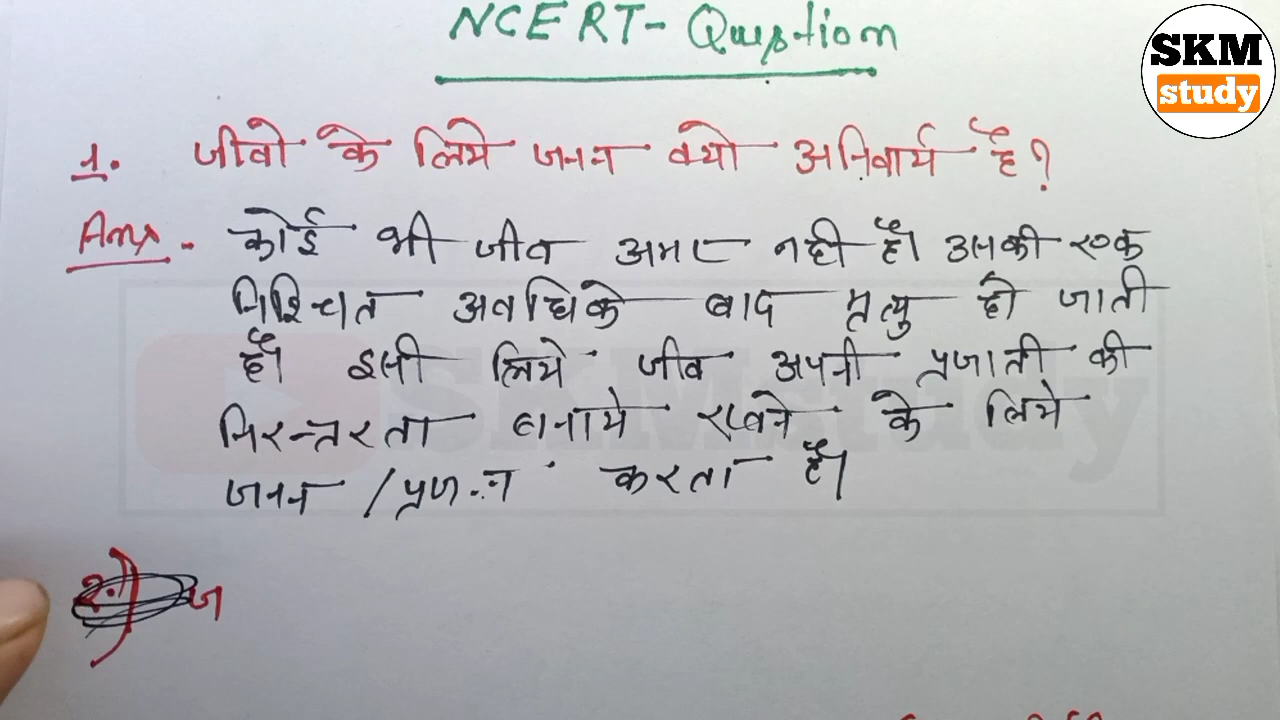 NCERT- Question
SKM
study
1. जीवो के लिये जनन क्यो अनिवार्य है?
Ans. कोई भी जीव अमर नही है। उसकी एक
निश्चित अवधिके बाद मृत्यु हो जाती
है। इसी लिये जीव अपनी प्रजाती की
निरन्तरता बनाये रखने के लिये
जनन / प्रजनन करता है।
SKMstudy
ज